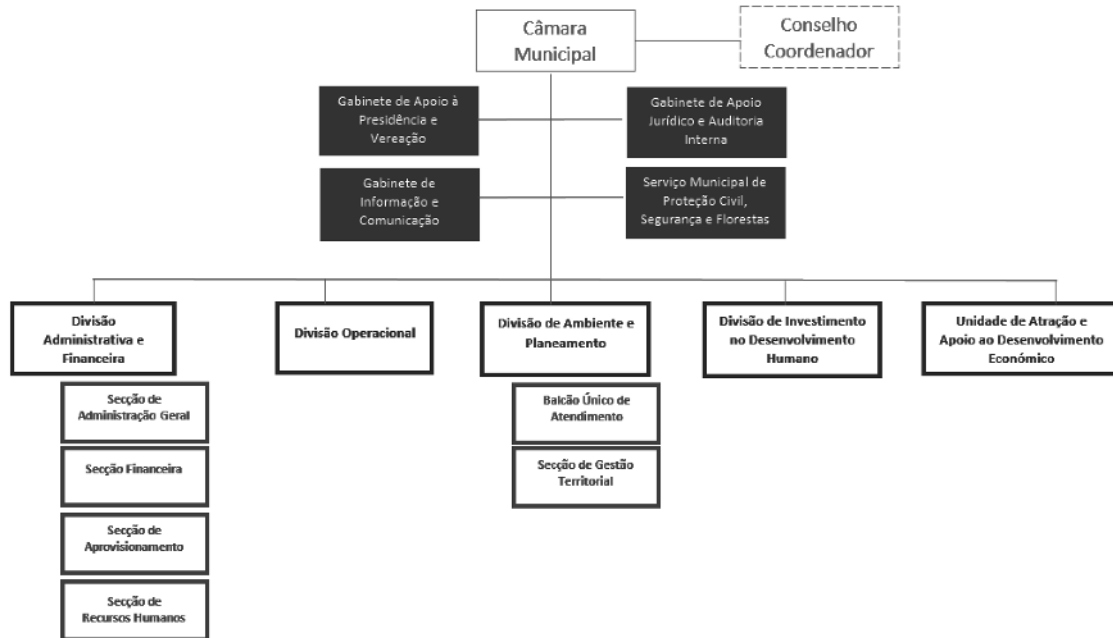 Câmara
Municipal
Conselho
Coordenador
Gabinete de Apoio à
Presidência e
Vereação
Gabinete de Apoio
Jurídico e Auditoria
Interna
Gabinete de
Informação e
Comunicação
Serviço Municipal de
Proteção Civil,
Segurança e Florestas
Divisão
Administrativa e
Financeira
Divisão Operacional
Divisão de Ambiente e
Planeamento
Divisão de Investimento
no Desenvolvimento
Humano
Unidade de Atração e
Apoio ao Desenvolvimento
Económico
Secção de
Administração Geral
Secção Financeira
Secção de
Aprovisionamento
Secção de
Recursos Humanos
Balcão Único de
Atendimento
Secção de Gestão
Territorial